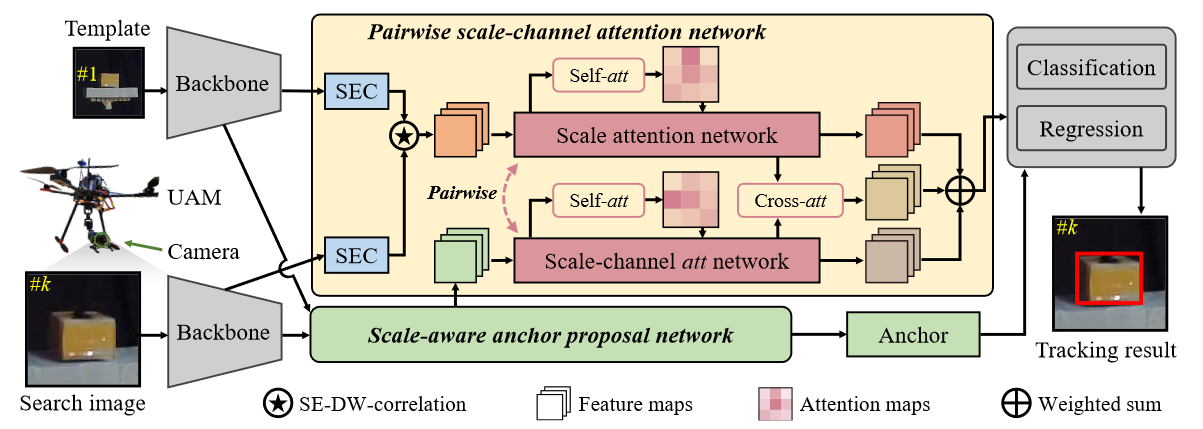 Template
#1
Backbone
UAM
Camera
#k
Backbone
Search image
Pairwise scale-channel attention network
SEC
SEC
Self-att
Scale attention network
Pairwise
Self-att
Cross-att
Scale-channel att network
Scale-aware anchor proposal network
Anchor
Classification
Regression
#k
Tracking result
SE-DW-correlation
Feature maps
Attention maps
Weighted sum